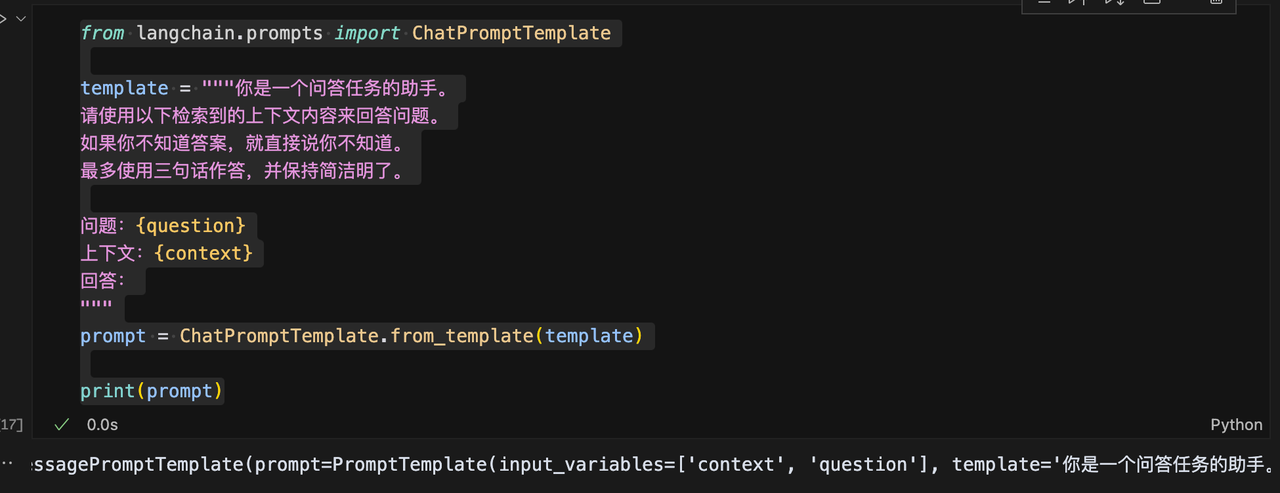 from langchain.prompts import ChatPromptTemplate
template = """你是一个问答任务的助手。
请使用以下检索到的上下文内容来回答问题。
如果你不知道答案，就直接说你不知道。
最多使用三句话作答，并保持简洁明了。
问题：{question}
上下文：{context}
回答：
"""
prompt = ChatPromptTemplate.from_template(template)
print(prompt)
17]
0.0s
Python
ssagePromptTemplate(prompt=PromptTemplate(input_variables=['context', 'question'], template='你是一个问答任务的助手。